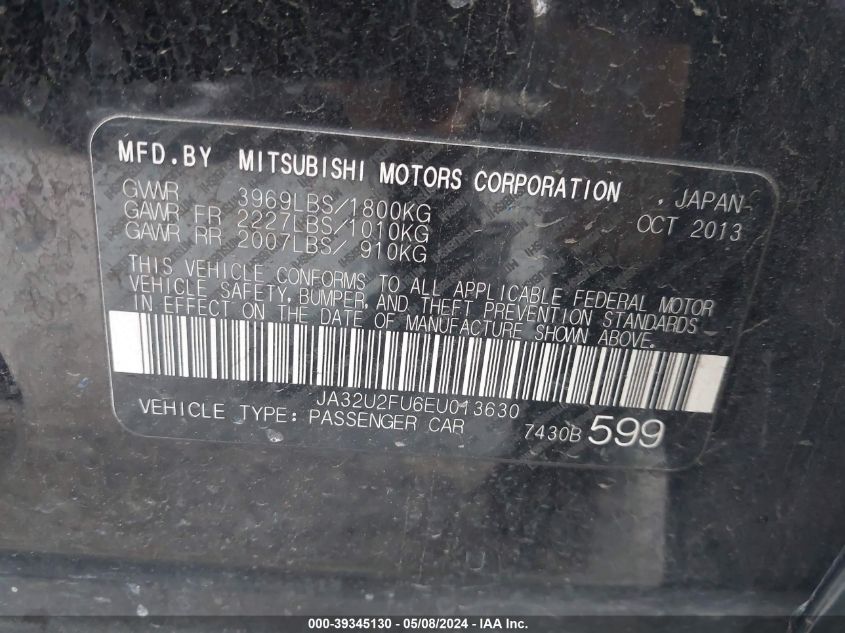 MFD.BY MITSUBISHI MOTORS CORPORATION , JAPAN
GVWR 3969LBS/1800KG OCT 2013
GAWR FR 2227LBS/1010KG
GAWR RR 2007LBS/ 910KG
THIS VEHICLE CONFORMS TO ALL APPLICABLE FEDERAL MOTOR
VEHICLE SAFETY, BUMPER, AND THEFT PREVENTION STANDARDS
IN EFFECT ON THE DATE OF MANUFACTURE SHOWN ABOVE.
JA32U2FU6EU013630
VEHICLE TYPE: PASSENGER CAR 7430B 599
000-39345130 - 05/08/2024 - IAA Inc.